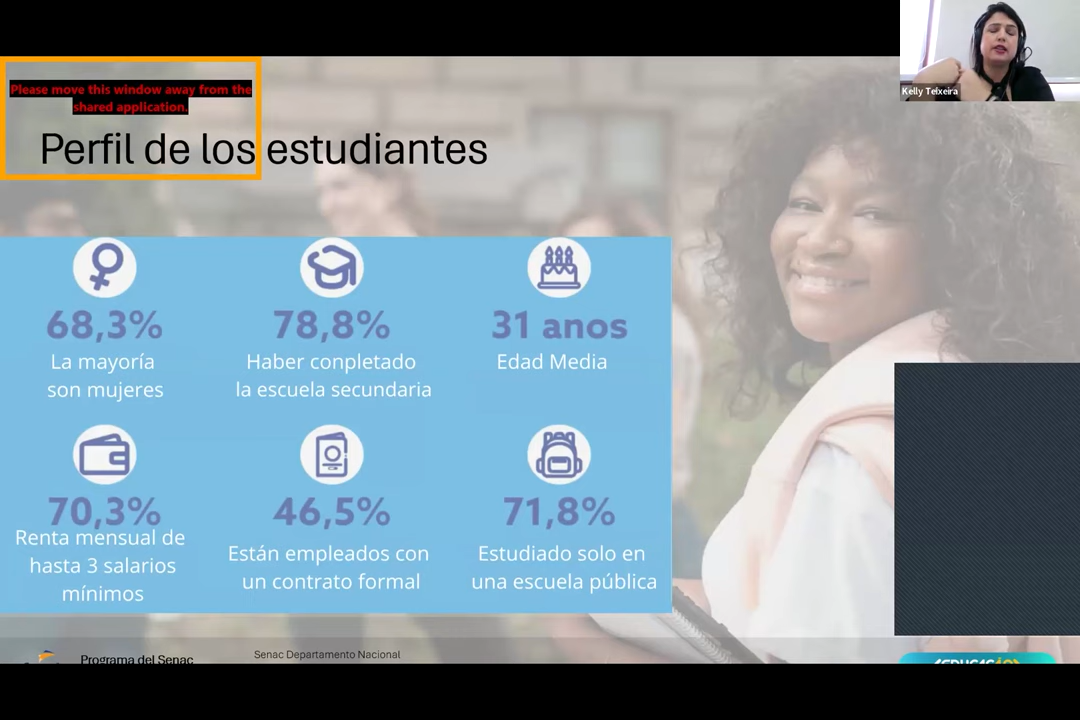 Kelly Teixeira
Please move this window away from the
shared application.
Perfil de los estudiantes
68,3%
La mayoría
son mujeres
78,8%
Haber conpletado
la escuela secundaria
31 anos
Edad Media
70,3%
Renta mensual de
hasta 3 salarios
mínimos
46,5%
Están empleados con
un contrato formal
71,8%
Estudiado solo en
una escuela pública
Programa del Senac
Senac Departamento Nacional
EDUCAÇÃO